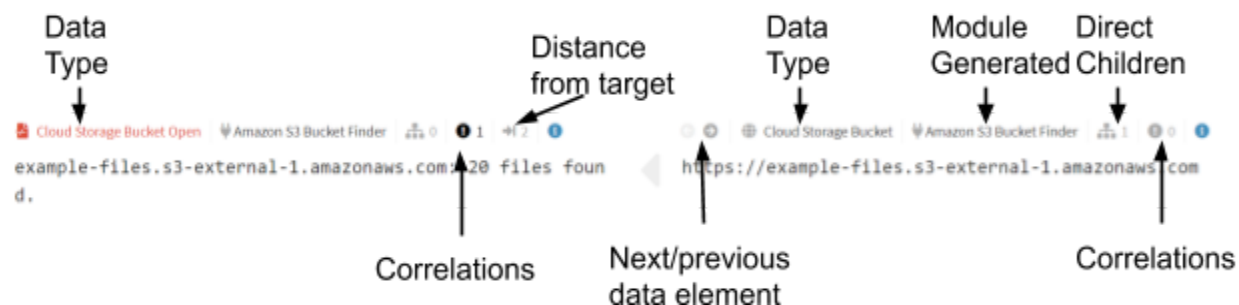 Data
Type
Distance
from target
Data
Type
Module
Generated
Direct
Children
Cloud Storage Bucket Open Amazon S3 Bucket Finder 0 1 2
example-files.s3-external-1.amazonaws.com: 20 files foun
d.
Cloud Storage Bucket Amazon S3 Bucket Finder 1 0
https://example-files.s3-external-1.amazonaws.com
Correlations
Next/previous
data element
Correlations